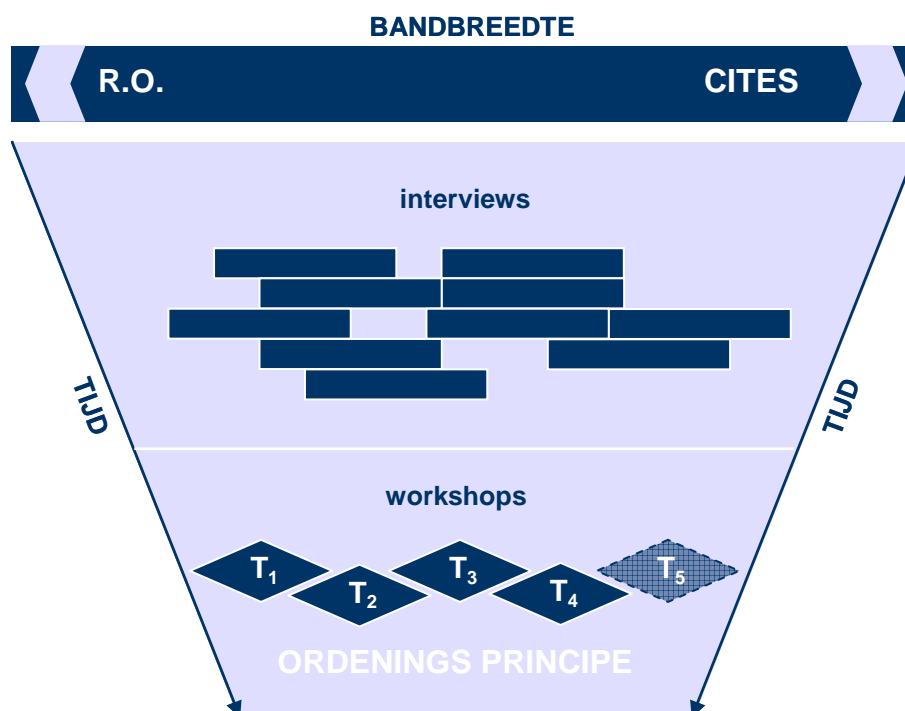 BANDBREEDTE
R.O. CITES
interviews
TIJD TIJD
workshops
T1 T2 T3 T4 T5
ORDENINGS PRINCIPE